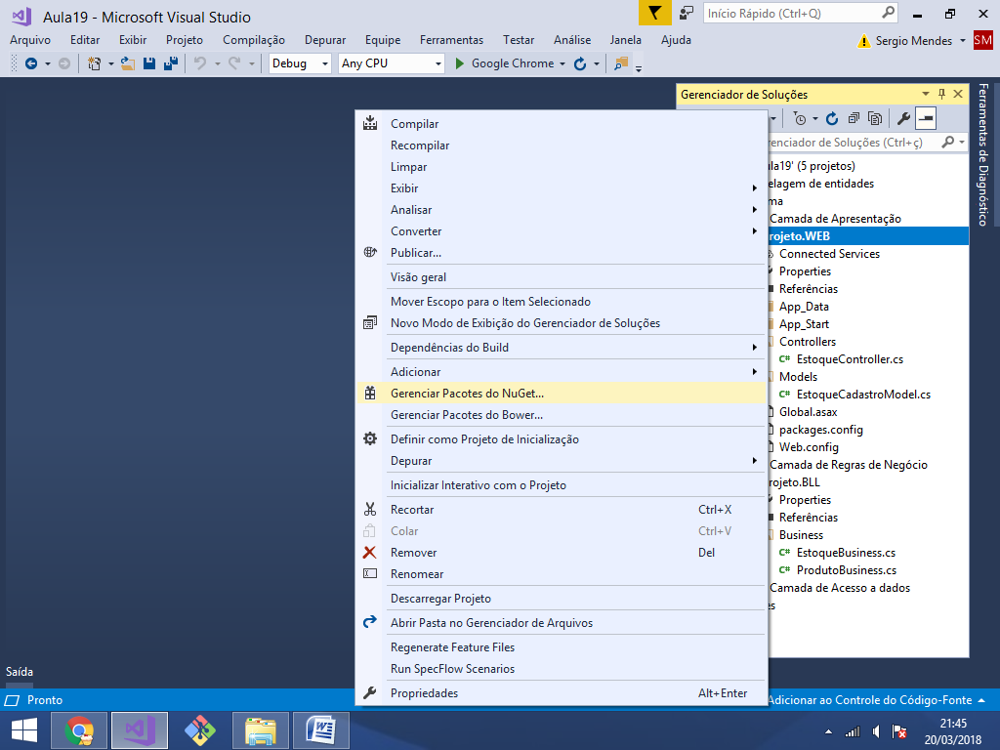 Aula19 - Microsoft Visual Studio
Início Rápido (Ctrl+Q)
Arquivo Editar Exibir Projeto Compilação Depurar Equipe Ferramentas Testar Análise Janela Ajuda
Sergio Mendes
SM
Debug Any CPU Google Chrome
Gerenciador de Soluções
renciador de Soluções (Ctrl+ç)
ula19' (5 projetos)
elagem de entidades
ma
Camada de Apresentação
rojeto.WEB
Connected Services
Properties
Referências
App_Data
App_Start
Controllers
C# EstoqueController.cs
Models
C# EstoqueCadastroModel.cs
Global.asax
packages.config
Web.config
Camada de Regras de Negócio
rojeto.BLL
Properties
Referências
Business
C# EstoqueBusiness.cs
C# ProdutoBusiness.cs
Camada de Acesso a dados
es
Ferramentas de Diagnóstico
Compilar
Recompilar
Limpar
Exibir
Analisar
Converter
Publicar...
Visão geral
Mover Escopo para o Item Selecionado
Novo Modo de Exibição do Gerenciador de Soluções
Dependências do Build
Adicionar
Gerenciar Pacotes do NuGet...
Gerenciar Pacotes do Bower...
Definir como Projeto de Inicialização
Depurar
Inicializar Interativo com o Projeto
Recortar Ctrl+X
Colar Ctrl+V
Remover Del
Renomear
Descarregar Projeto
Abrir Pasta no Gerenciador de Arquivos
Regenerate Feature Files
Run SpecFlow Scenarios
Propriedades Alt+Enter
Saída
Pronto
Adicionar ao Controle do Código-Fonte
21:45
20/03/2018